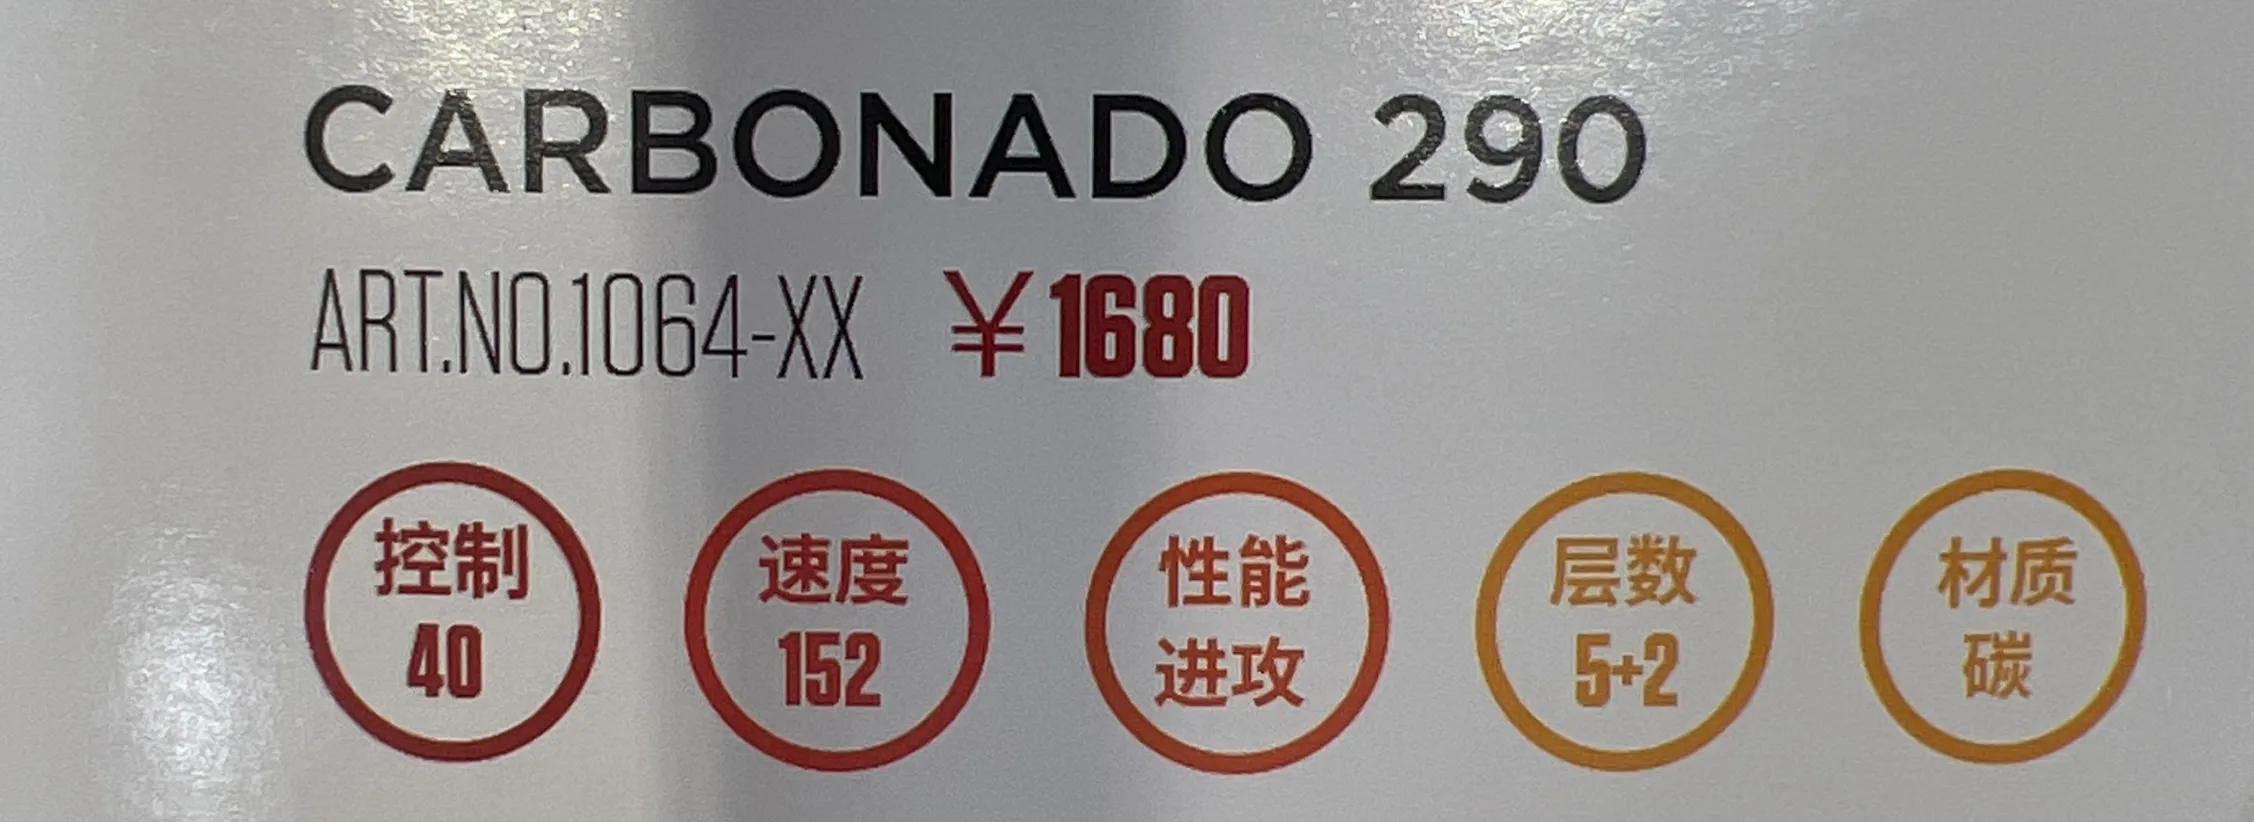 CARBONADO 290
ART.NO.1064-XX ￥1680
控制 速度 性能 层数 材质
40 152 进攻 5+2 碳